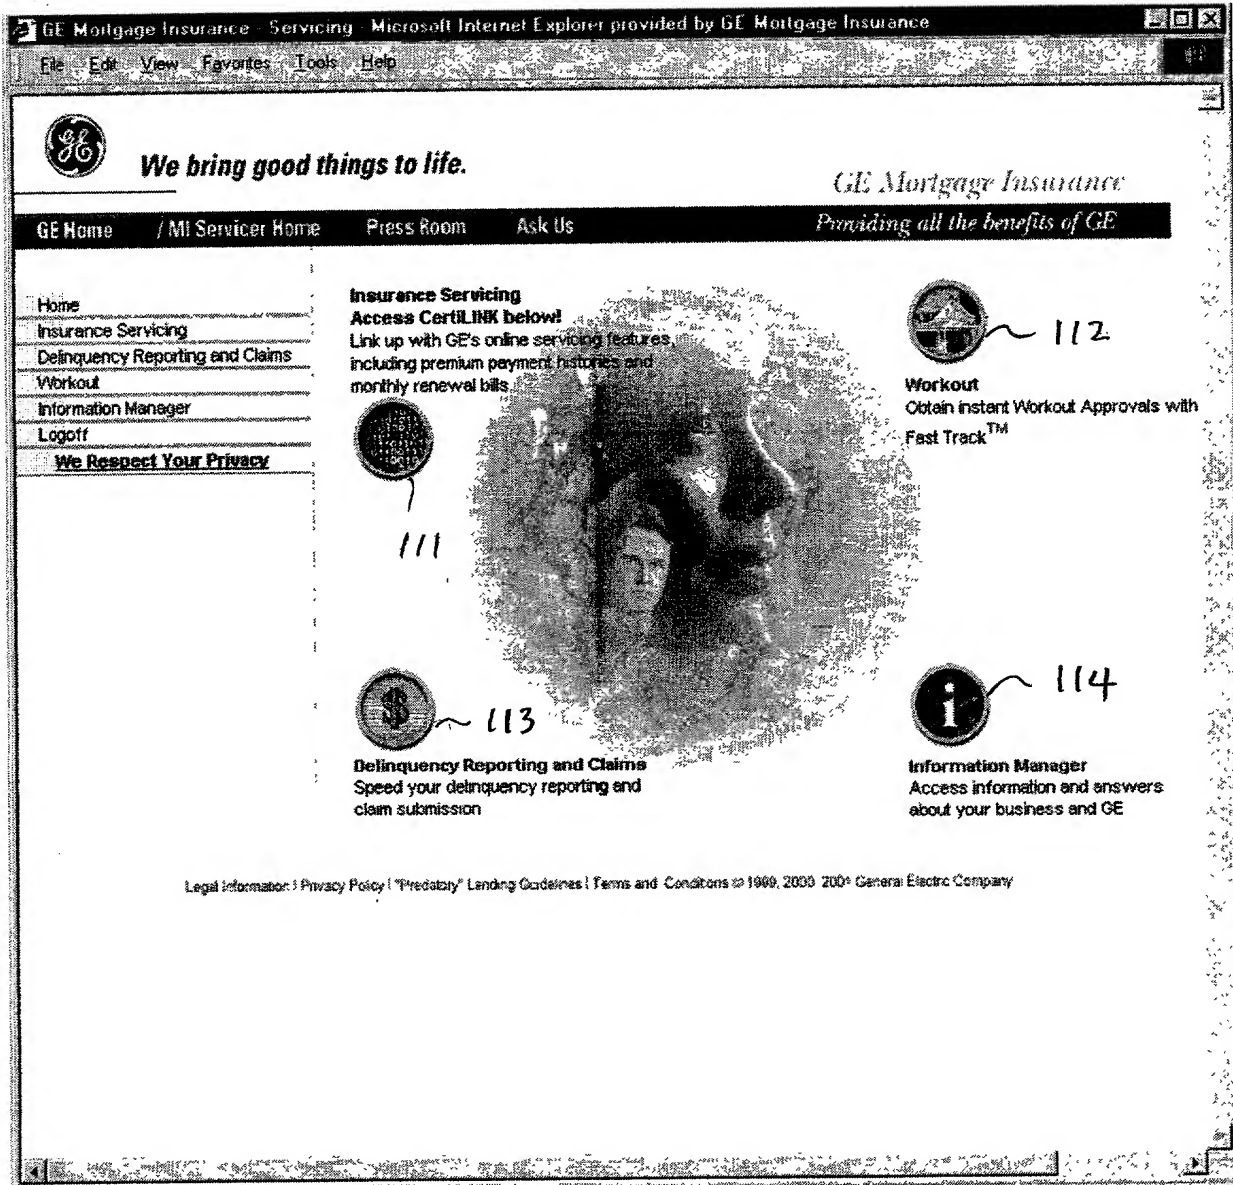 GE Mortgage Insurance - Servicing - Microsoft Internet Explorer provided by GE Mortgage Insurance
File Edit View Favorites Tools Help
GE
We bring good things to life.
GE Mortgage Insurance
GE Home / MI Servicer Home Press Room Ask Us
Providing all the benefits of GE
Home
Insurance Servicing
Delinquency Reporting and Claims
Workout
Information Manager
Logoff
We Respect Your Privacy
Insurance Servicing
Access CertiLINK below!
Link up with GE's online servicing features,
including premium payment histories and
monthly renewal bills.
111
112
Workout
Obtain instant Workout Approvals with
Fast Track™
$
113
Delinquency Reporting and Claims
Speed your delinquency reporting and
claim submission
i
114
Information Manager
Access information and answers
about your business and GE
Legal Information | Privacy Policy | "Predatory" Lending Guidelines | Terms and Conditions © 1999, 2000 2001 General Electric Company